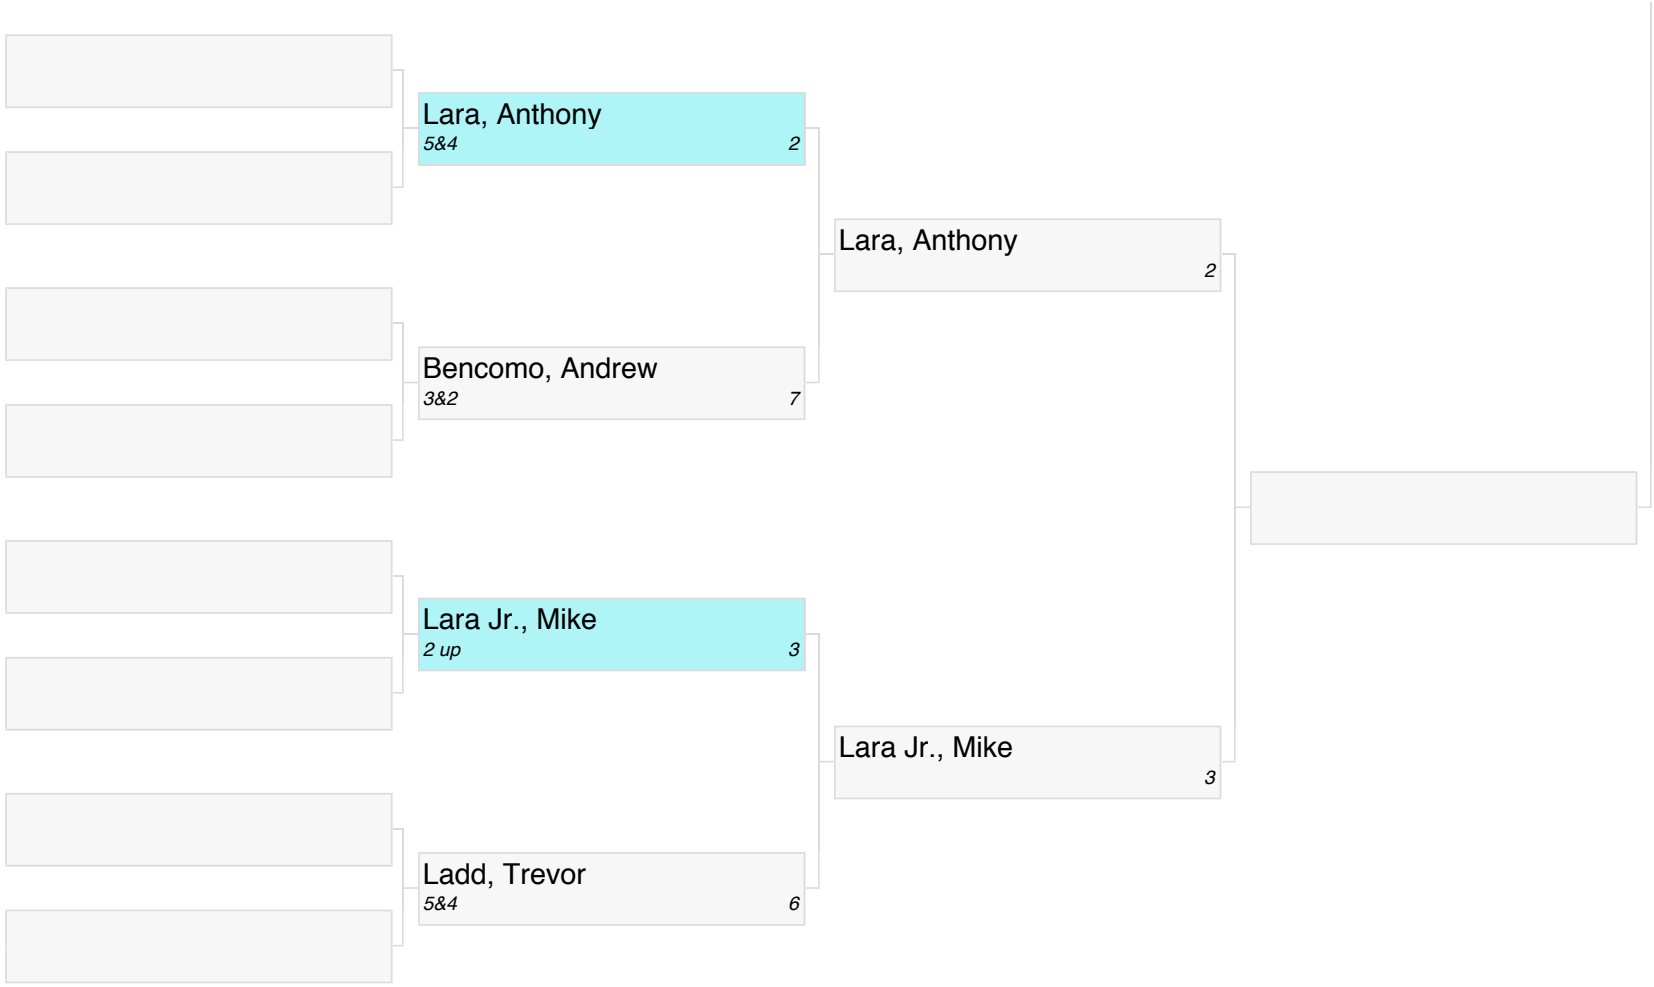 Lara, Anthony
5&4 2
Bencomo, Andrew
3&2 7
Lara Jr., Mike
2 up 3
Ladd, Trevor
5&4 6
Lara, Anthony
2
Lara Jr., Mike
3